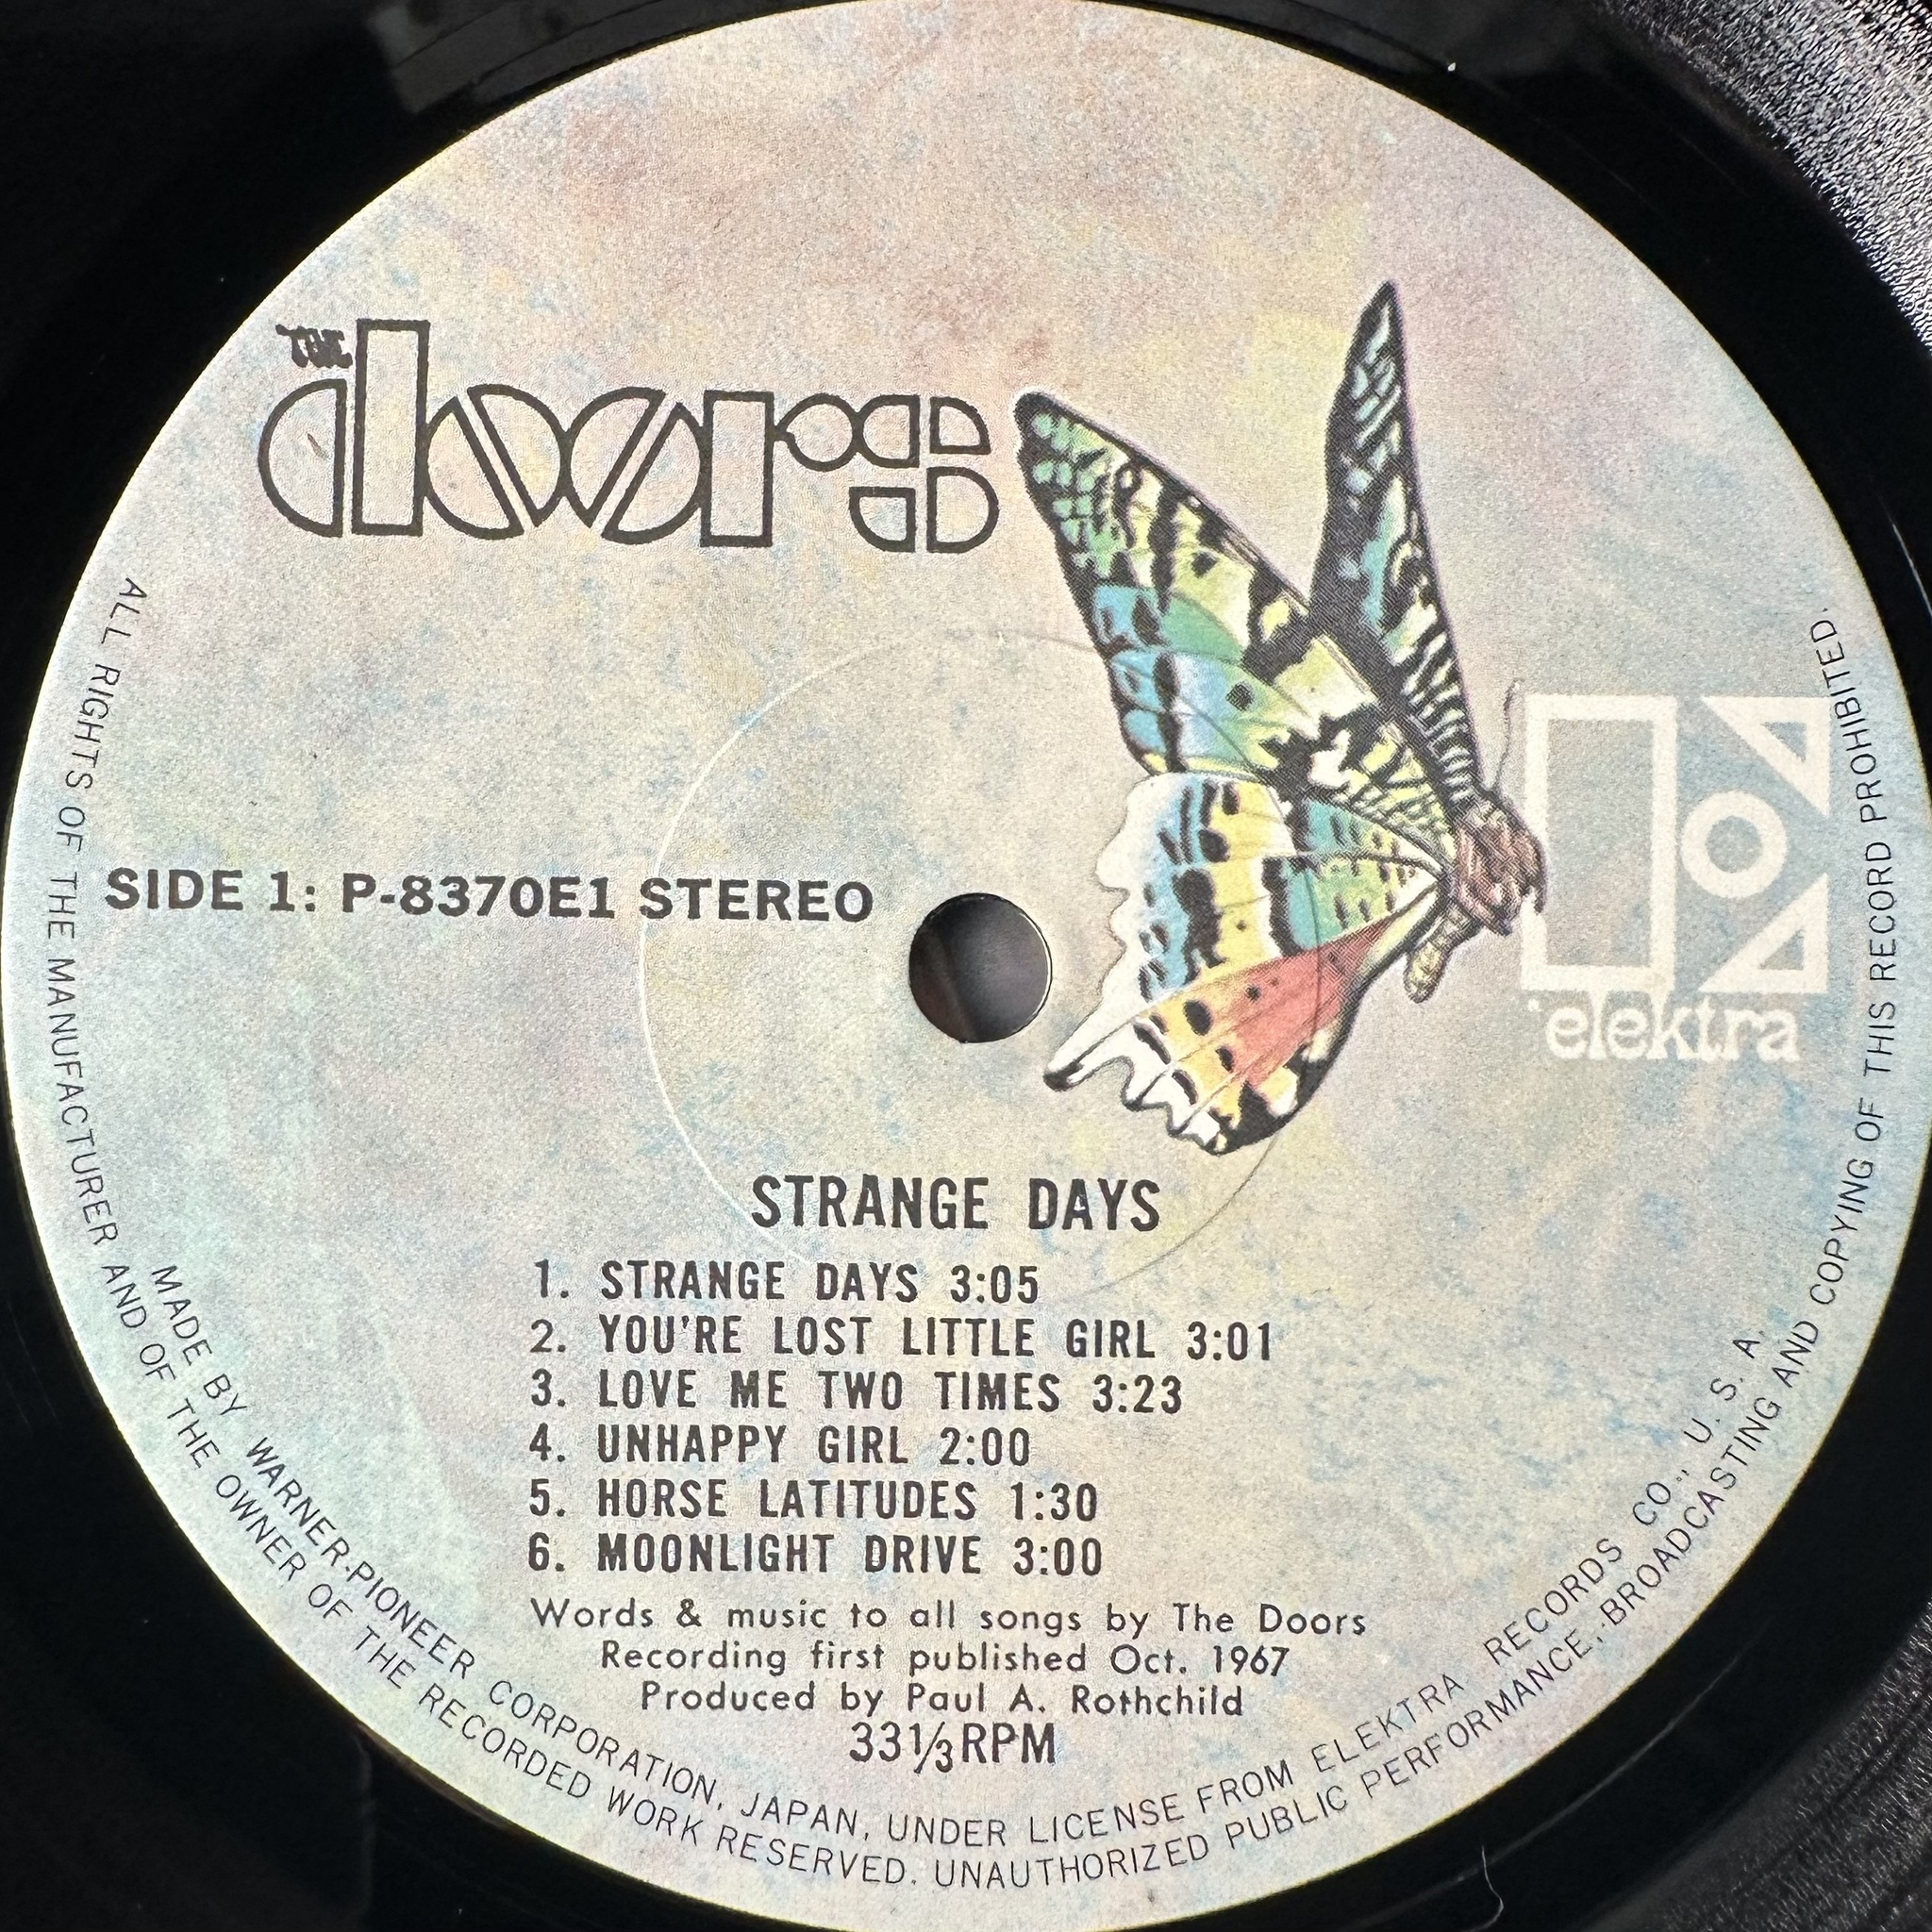 THE
doors
elektra
SIDE 1: P-8370E1 STEREO
STRANGE DAYS
1. STRANGE DAYS 3:05
2. YOU'RE LOST LITTLE GIRL 3:01
3. LOVE ME TWO TIMES 3:23
4. UNHAPPY GIRL 2:00
5. HORSE LATITUDES 1:30
6. MOONLIGHT DRIVE 3:00
Words & music to all songs by The Doors
Recording first published Oct. 1967
Produced by Paul A. Rothchild
33⅓RPM
MADE BY WARNER-PIONEER CORPORATION, JAPAN, UNDER LICENSE FROM ELEKTRA RECORDS CO., U. S. A.
ALL RIGHTS OF THE MANUFACTURER AND OF THE OWNER OF THE RECORDED WORK RESERVED. UNAUTHORIZED PUBLIC PERFORMANCE, BROADCASTING AND COPYING OF THIS RECORD PROHIBITED.